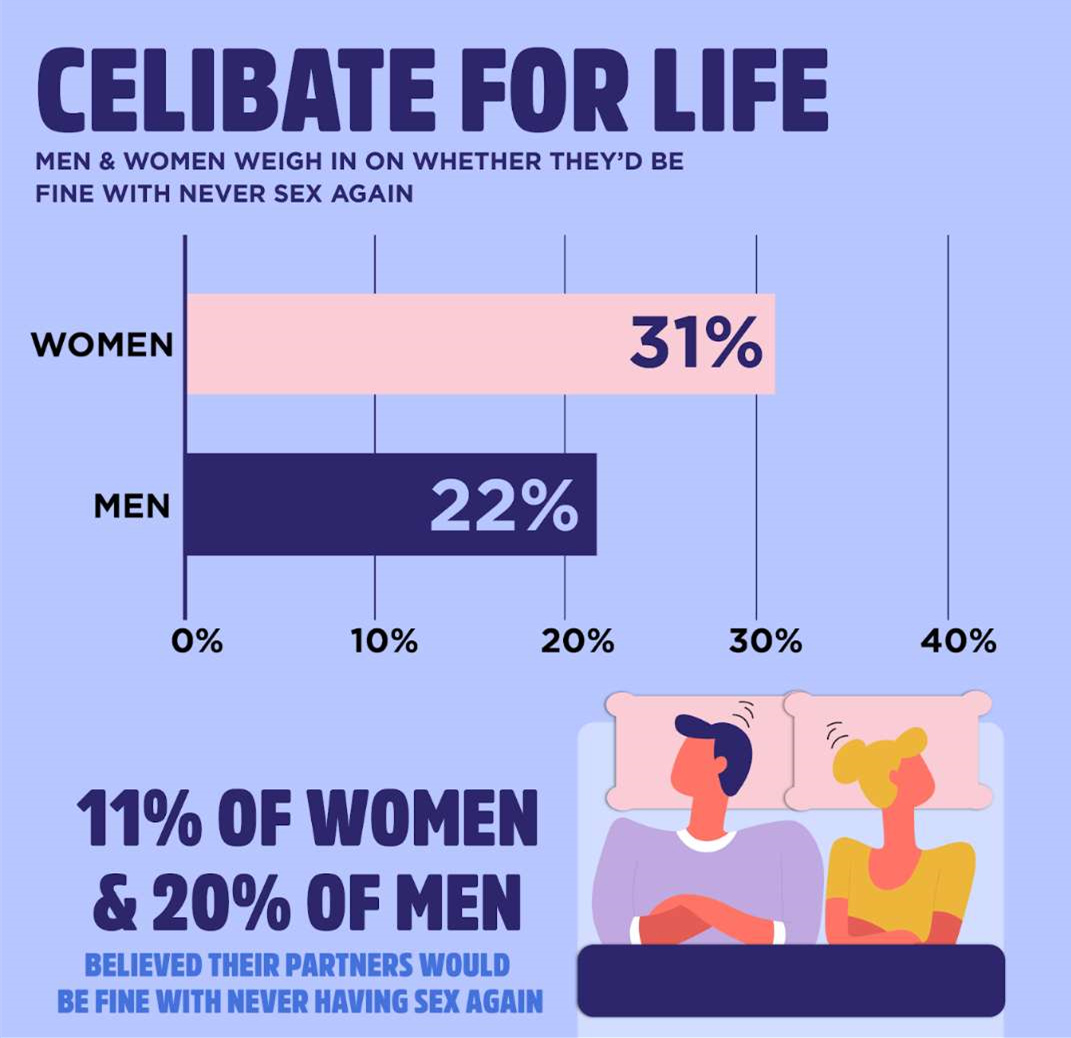 CELIBATE FOR LIFE
MEN & WOMEN WEIGH IN ON WHETHER THEY'D BE
FINE WITH NEVER SEX AGAIN
WOMEN
31%
MEN
22%
0% 10% 20% 30% 40%
11% OF WOMEN
& 20% OF MEN
BELIEVED THEIR PARTNERS WOULD
BE FINE WITH NEVER HAVING SEX AGAIN